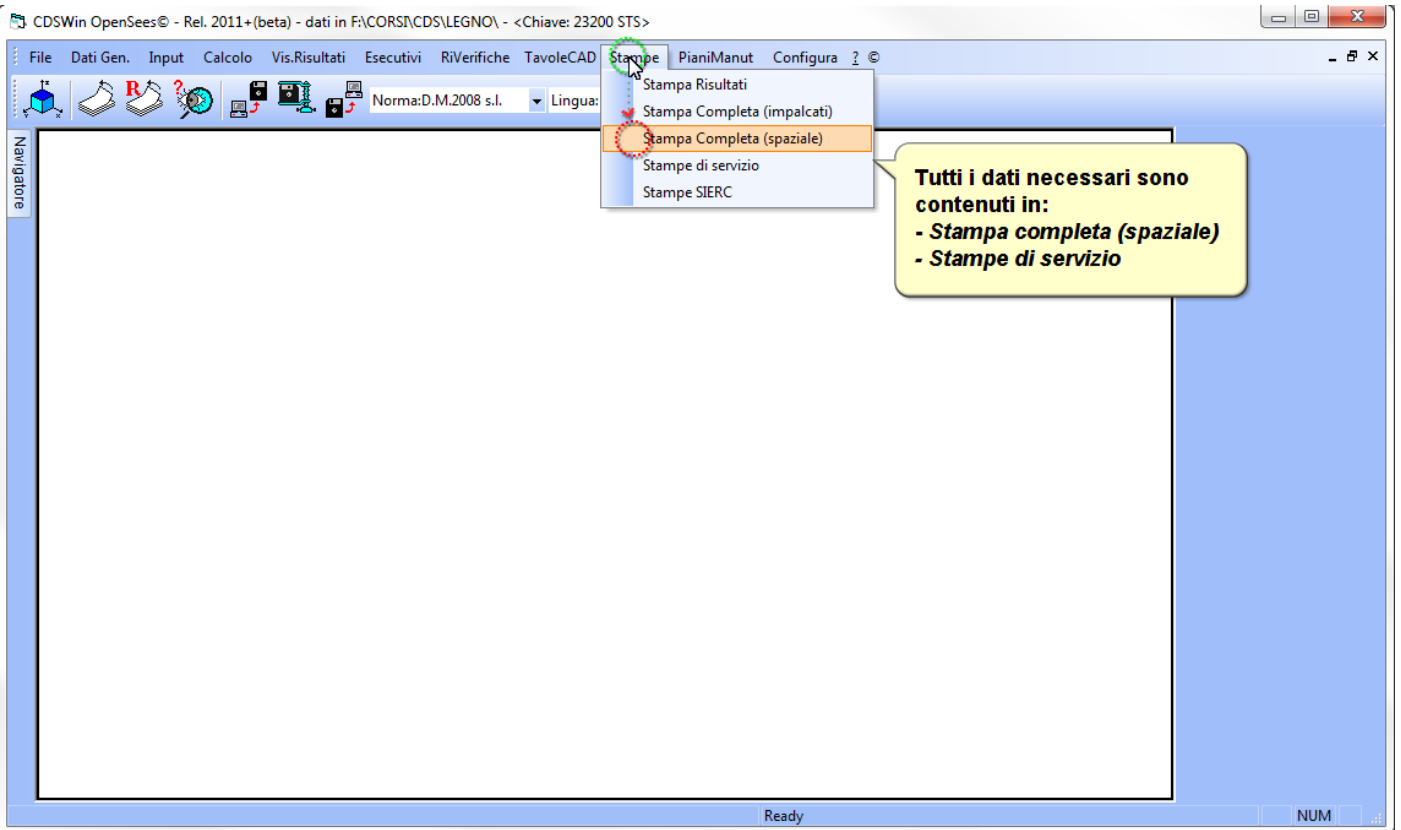 CDSWin OpenSees© - Rel. 2011+(beta) - dati in F:\CORSI\CDS\LEGNO\ - <Chiave: 23200 STS>
File Dati Gen. Input Calcolo Vis.Risultati Esecutivi RiVerifiche TavoleCAD Stampe PianiManut Configura ? ©
Norma:D.M.2008 s.l. Lingua:
Stampa Risultati
Stampa Completa (impalcati)
Stampa Completa (spaziale)
Stampe di servizio
Stampe SIERC
Navigatore
Tutti i dati necessari sono
contenuti in:
- Stampa completa (spaziale)
- Stampe di servizio
Ready NUM